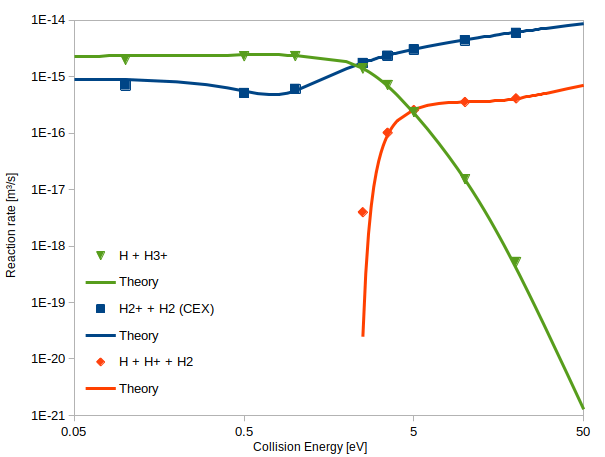 1E-14
1E-15
1E-16
1E-17
1E-18
1E-19
1E-20
1E-21
Reaction rate [m³/s]
H + H3+
Theory
H2+ + H2 (CEX)
Theory
H + H+ + H2
Theory
0.05
0.5
5
50
Collision Energy [eV]